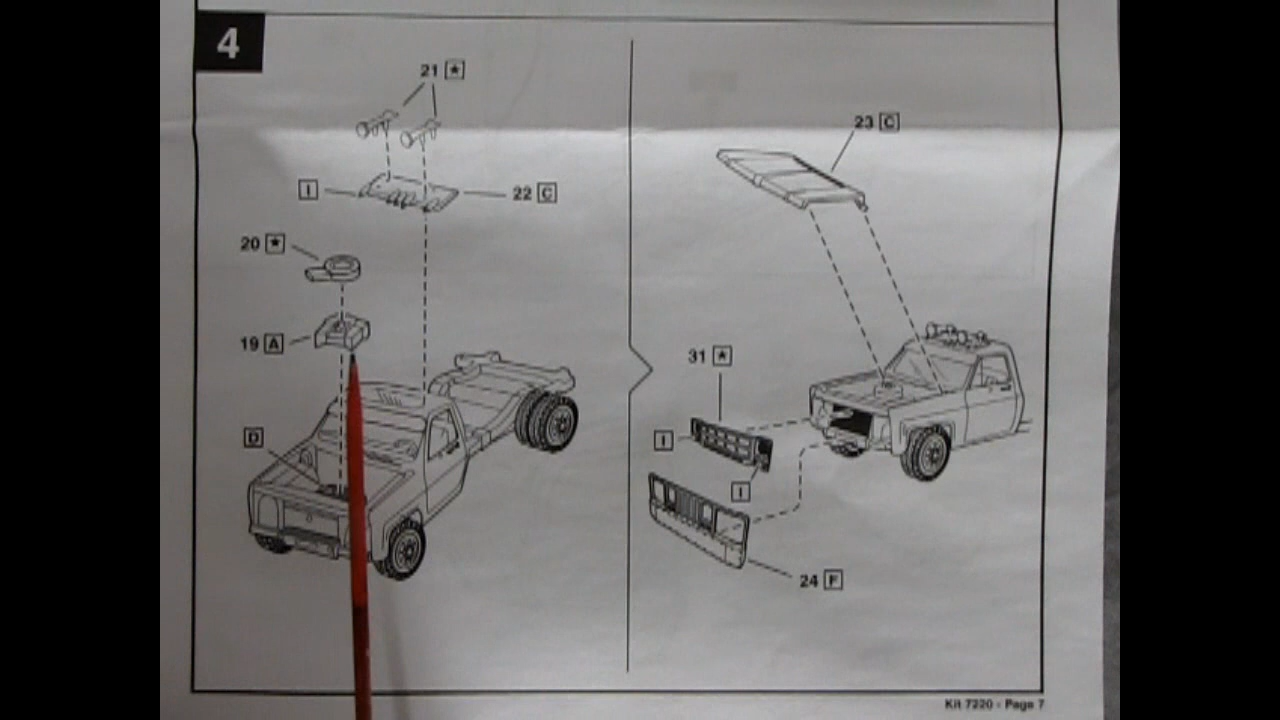 4
21 ★
I
22 C
20 ★
19 A
D
23 C
31 ★
I
I
24 F
Kit 7220 - Page 7